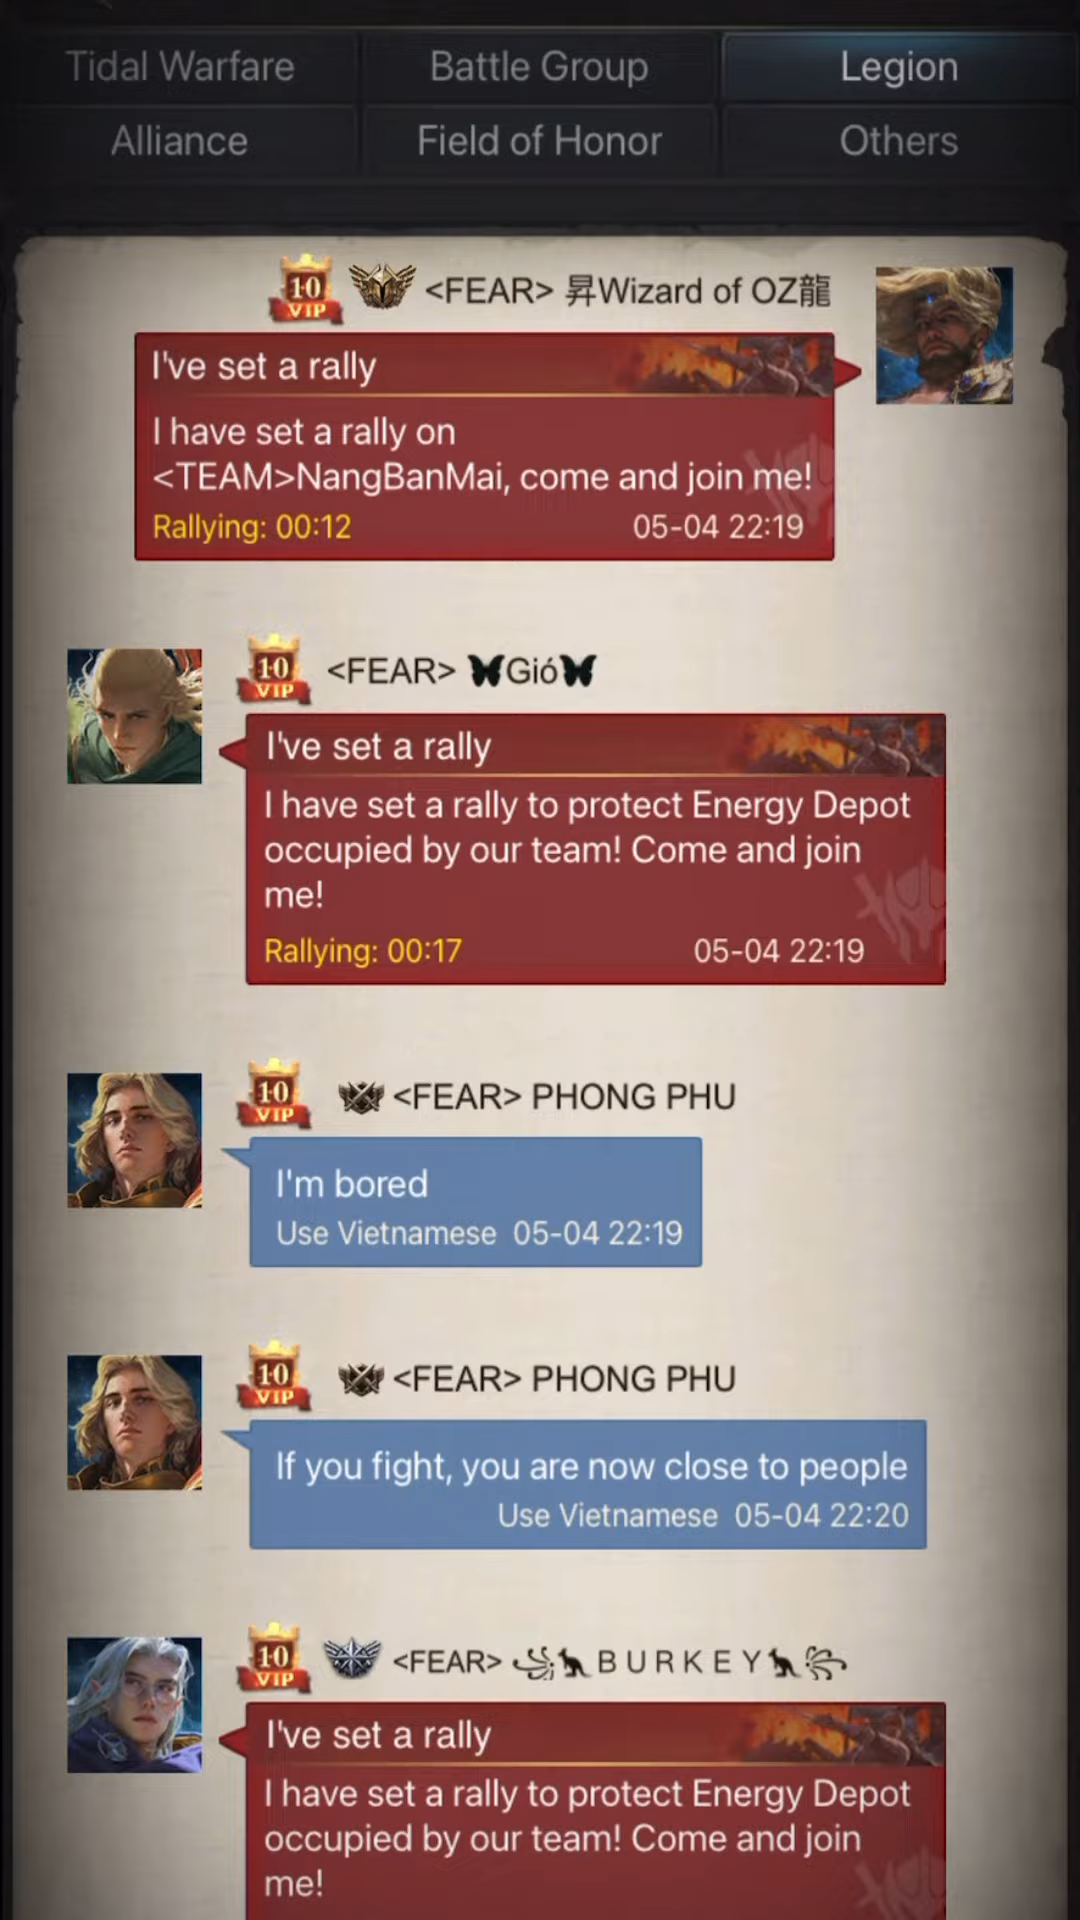 Tidal Warfare
Battle Group
Legion
Alliance
Field of Honor
Others
10 VIP <FEAR> 昇Wizard of OZ龍
I've set a rally
I have set a rally on
<TEAM>NangBanMai, come and join me!
Rallying: 00:12 05-04 22:19
10 VIP <FEAR> Gió
I've set a rally
I have set a rally to protect Energy Depot
occupied by our team! Come and join
me!
Rallying: 00:17 05-04 22:19
10 VIP <FEAR> PHONG PHU
I'm bored
Use Vietnamese 05-04 22:19
10 VIP <FEAR> PHONG PHU
If you fight, you are now close to people
Use Vietnamese 05-04 22:20
10 VIP <FEAR> B U R K E Y
I've set a rally
I have set a rally to protect Energy Depot
occupied by our team! Come and join
me!